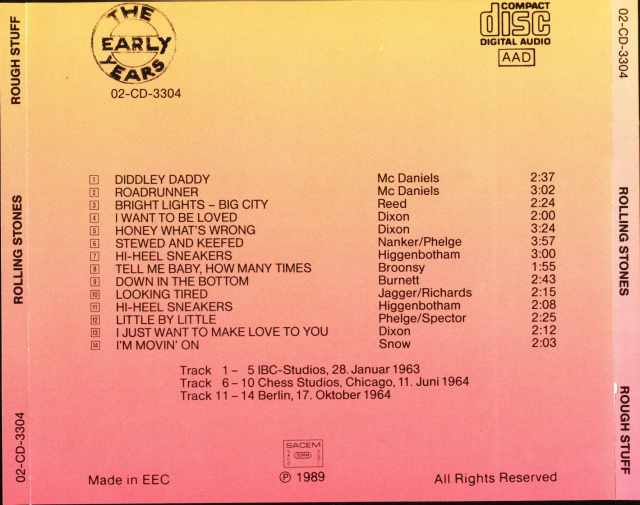 THE
EARLY
YEARS
02-CD-3304
COMPACT
disc
DIGITAL AUDIO
AAD
ROUGH STUFF
ROLLING STONES
02-CD-3304
02-CD-3304
ROLLING STONES
ROUGH STUFF
1 DIDDLEY DADDY Mc Daniels 2:37
2 ROADRUNNER Mc Daniels 3:02
3 BRIGHT LIGHTS – BIG CITY Reed 2:24
4 I WANT TO BE LOVED Dixon 2:00
5 HONEY WHAT'S WRONG Dixon 3:24
6 STEWED AND KEEFED Nanker/Phelge 3:57
7 HI-HEEL SNEAKERS Higgenbotham 3:00
8 TELL ME BABY, HOW MANY TIMES Broonsy 1:55
9 DOWN IN THE BOTTOM Burnett 2:43
10 LOOKING TIRED Jagger/Richards 2:15
11 HI-HEEL SNEAKERS Higgenbotham 2:08
12 LITTLE BY LITTLE Phelge/Spector 2:25
13 I JUST WANT TO MAKE LOVE TO YOU Dixon 2:12
14 I'M MOVIN' ON Snow 2:03
Track 1 – 5 IBC-Studios, 28. Januar 1963
Track 6 – 10 Chess Studios, Chicago, 11. Juni 1964
Track 11 – 14 Berlin, 17. Oktober 1964
SACEM
Made in EEC
Ⓟ 1989
All Rights Reserved